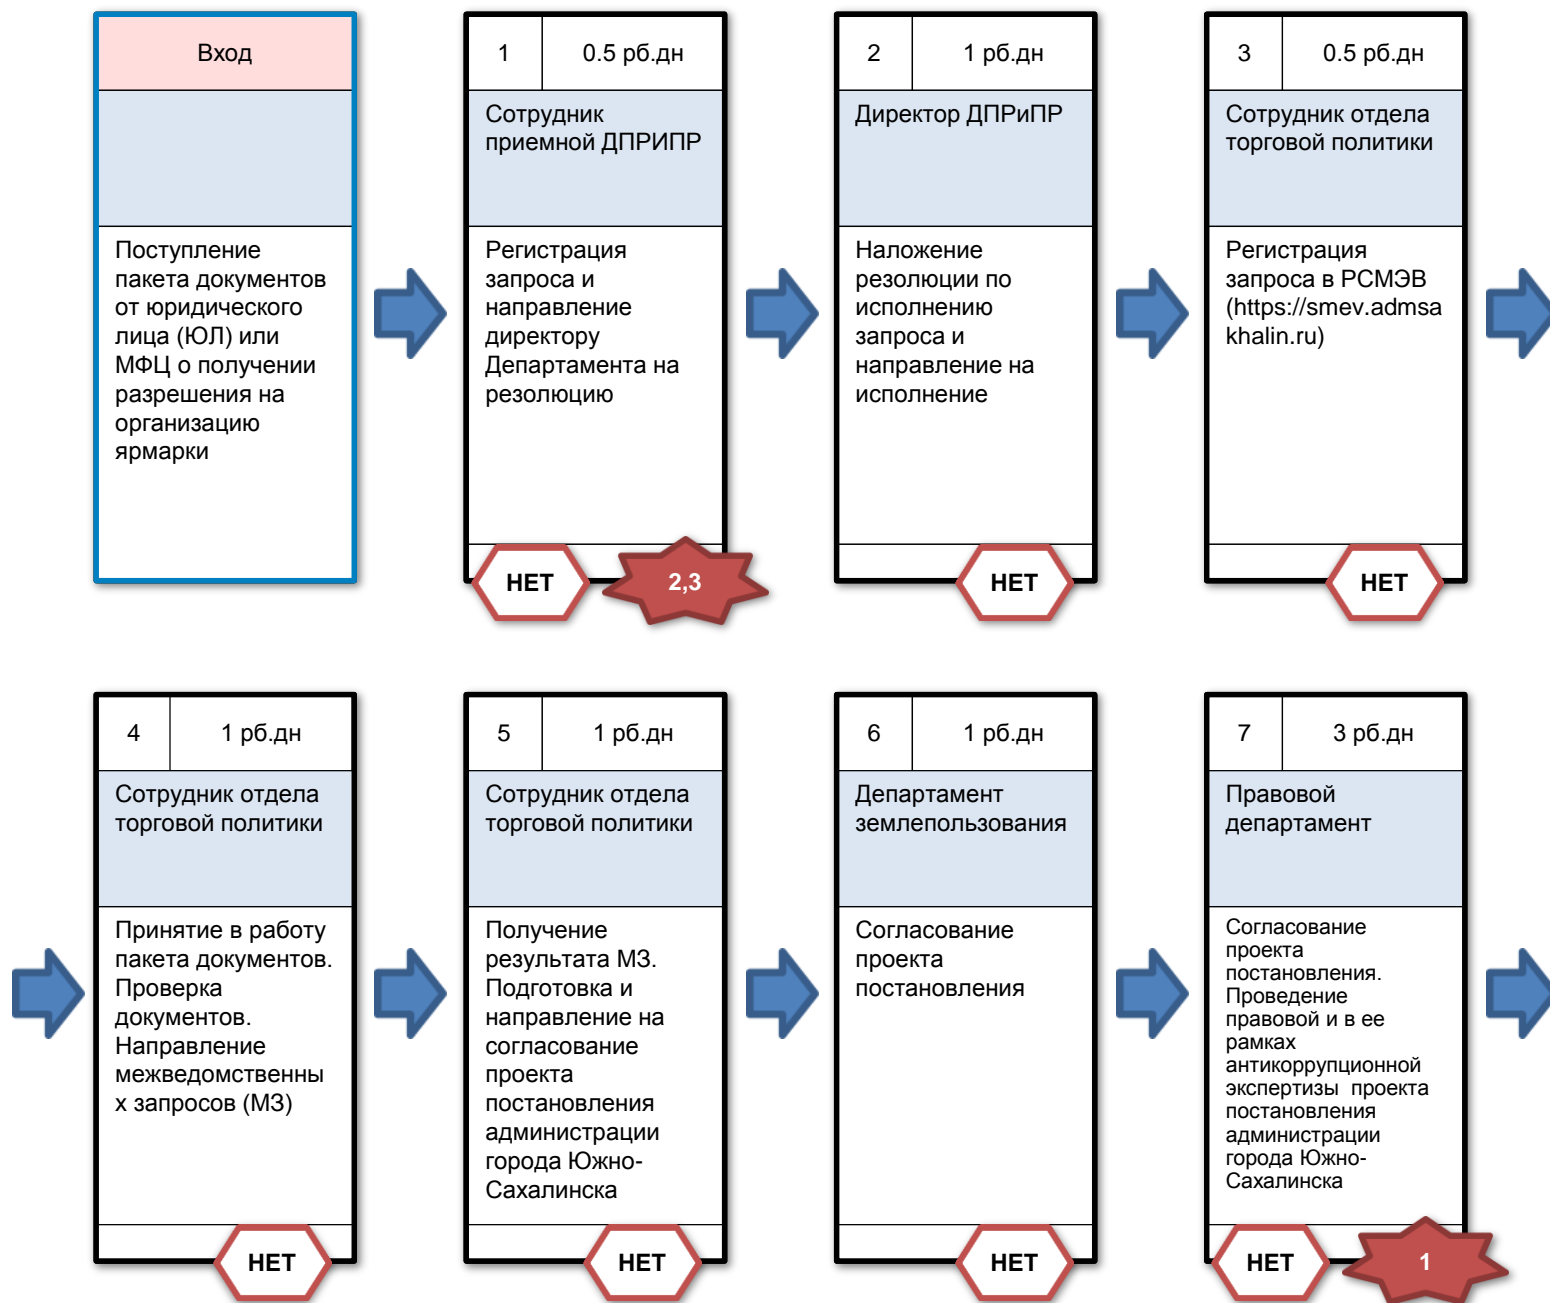 Вход
Поступление
пакета документов
от юридического
лица (ЮЛ) или
МФЦ о получении
разрешения на
организацию
ярмарки
1
0.5 рб.дн
Сотрудник
приемной ДПРИПР
Регистрация
запроса и
направление
директору
Департамента на
резолюцию
НЕТ
2,3
2
1 рб.дн
Директор ДПРиПР
Наложение
резолюции по
исполнению
запроса и
направление на
исполнение
НЕТ
3
0.5 рб.дн
Сотрудник отдела
торговой политики
Регистрация
запроса в РСМЭВ
(https://smev.admsa
khalin.ru)
НЕТ
4
1 рб.дн
Сотрудник отдела
торговой политики
Принятие в работу
пакета документов.
Проверка
документов.
Направление
межведомственны
х запросов (МЗ)
НЕТ
5
1 рб.дн
Сотрудник отдела
торговой политики
Получение
результата МЗ.
Подготовка и
направление на
согласование
проекта
постановления
администрации
города Южно-
Сахалинска
НЕТ
6
1 рб.дн
Департамент
землепользования
Согласование
проекта
постановления
НЕТ
7
3 рб.дн
Правовой
департамент
Согласование
проекта
постановления.
Проведение
правовой и в ее
рамках
антикоррупционной
экспертизы проекта
постановления
администрации
города Южно-
Сахалинска
НЕТ
1